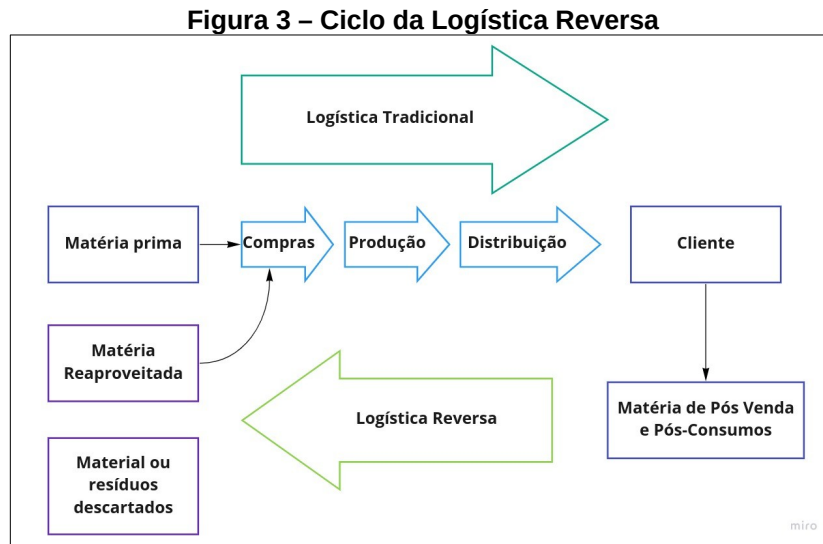 Figura 3 – Ciclo da Logística Reversa
Logística Tradicional
Matéria prima
Compras
Produção
Distribuição
Cliente
Matéria
Reaproveitada
Logística Reversa
Matéria de Pós Venda
e Pós-Consumos
Material ou
resíduos
descartados
miro